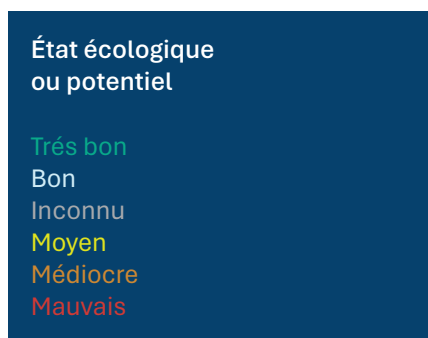 État écologique
ou potentiel
Trés bon
Bon
Inconnu
Moyen
Médiocre
Mauvais